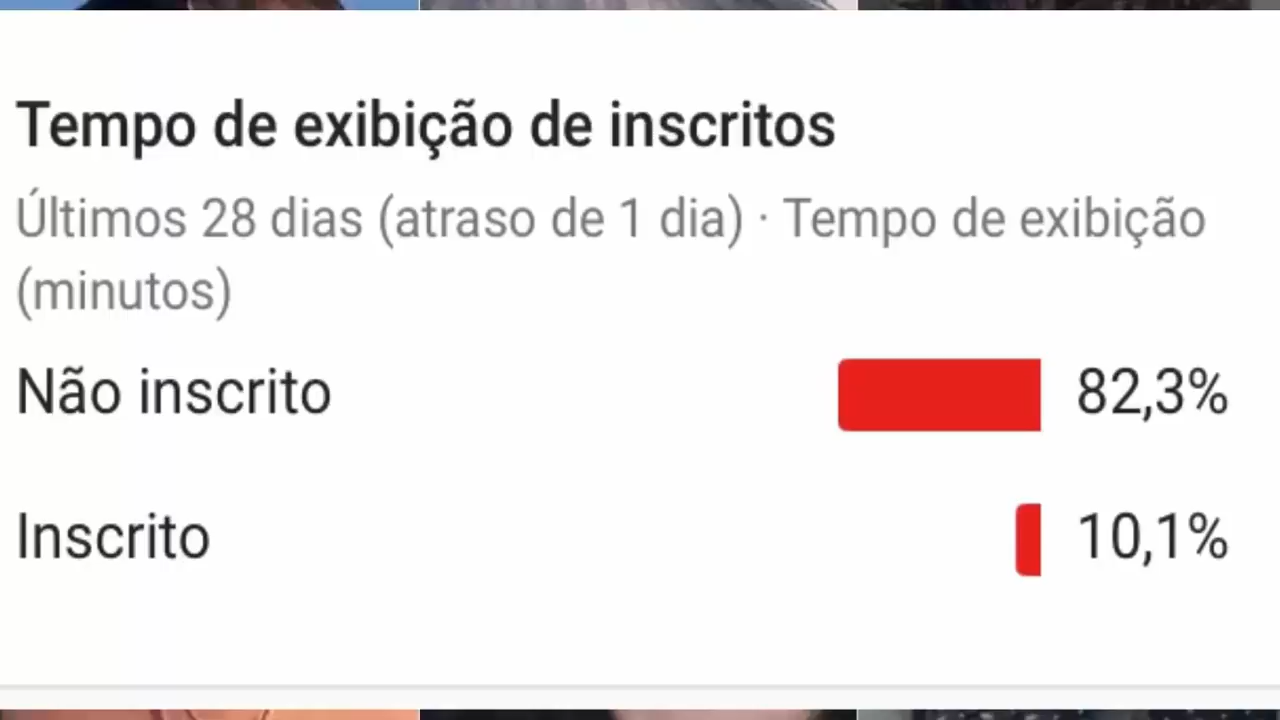 Tempo de exibição de inscritos
Últimos 28 dias (atraso de 1 dia) · Tempo de exibição
(minutos)
Não inscrito 82,3%
Inscrito 10,1%